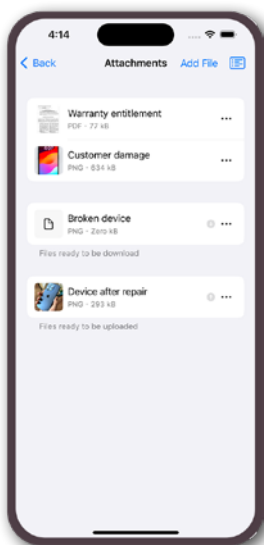 4:14
Back Attachments Add File
Warranty entitlement
PDF - 77 kB
Customer damage
PNG - 634 kB
Broken device
PNG - Zero kB
Files ready to be download
Device after repair
PNG - 293 kB
Files ready to be uploaded